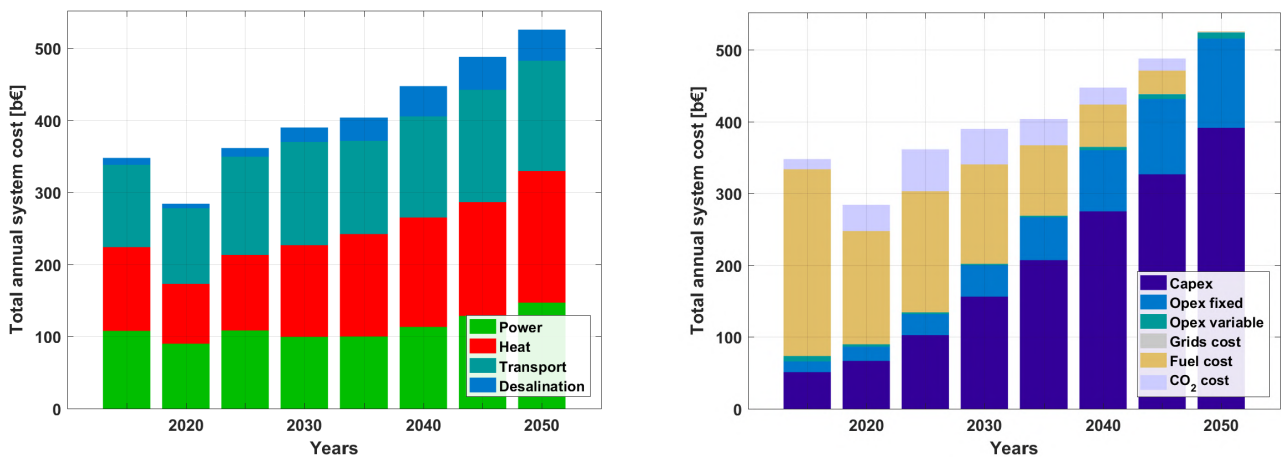 Total annual system cost [b€]
500
400
300
200
100
0
2020
2030
2040
2050
Years
Power
Heat
Transport
Desalination
Total annual system cost [b€]
500
400
300
200
100
0
2020
2030
2040
2050
Years
Capex
Opex fixed
Opex variable
Grids cost
Fuel cost
CO2 cost